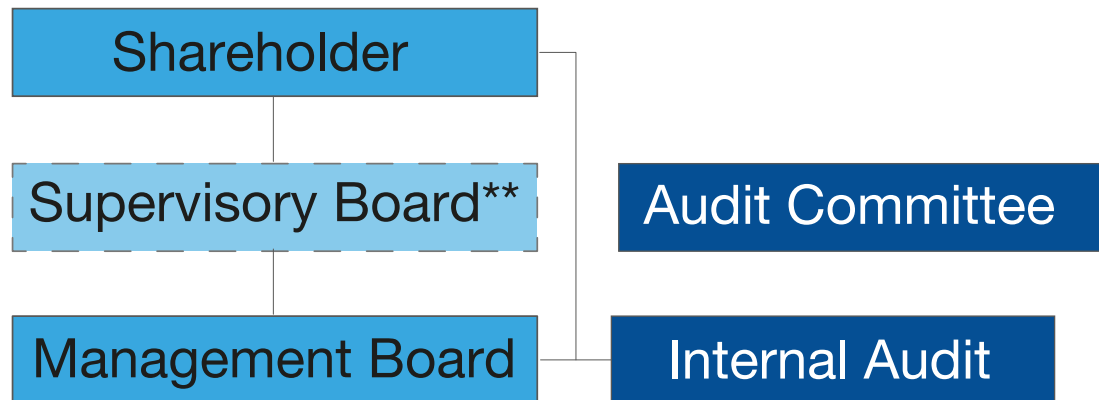 Shareholder
Supervisory Board**
Audit Committee
Management Board
Internal Audit